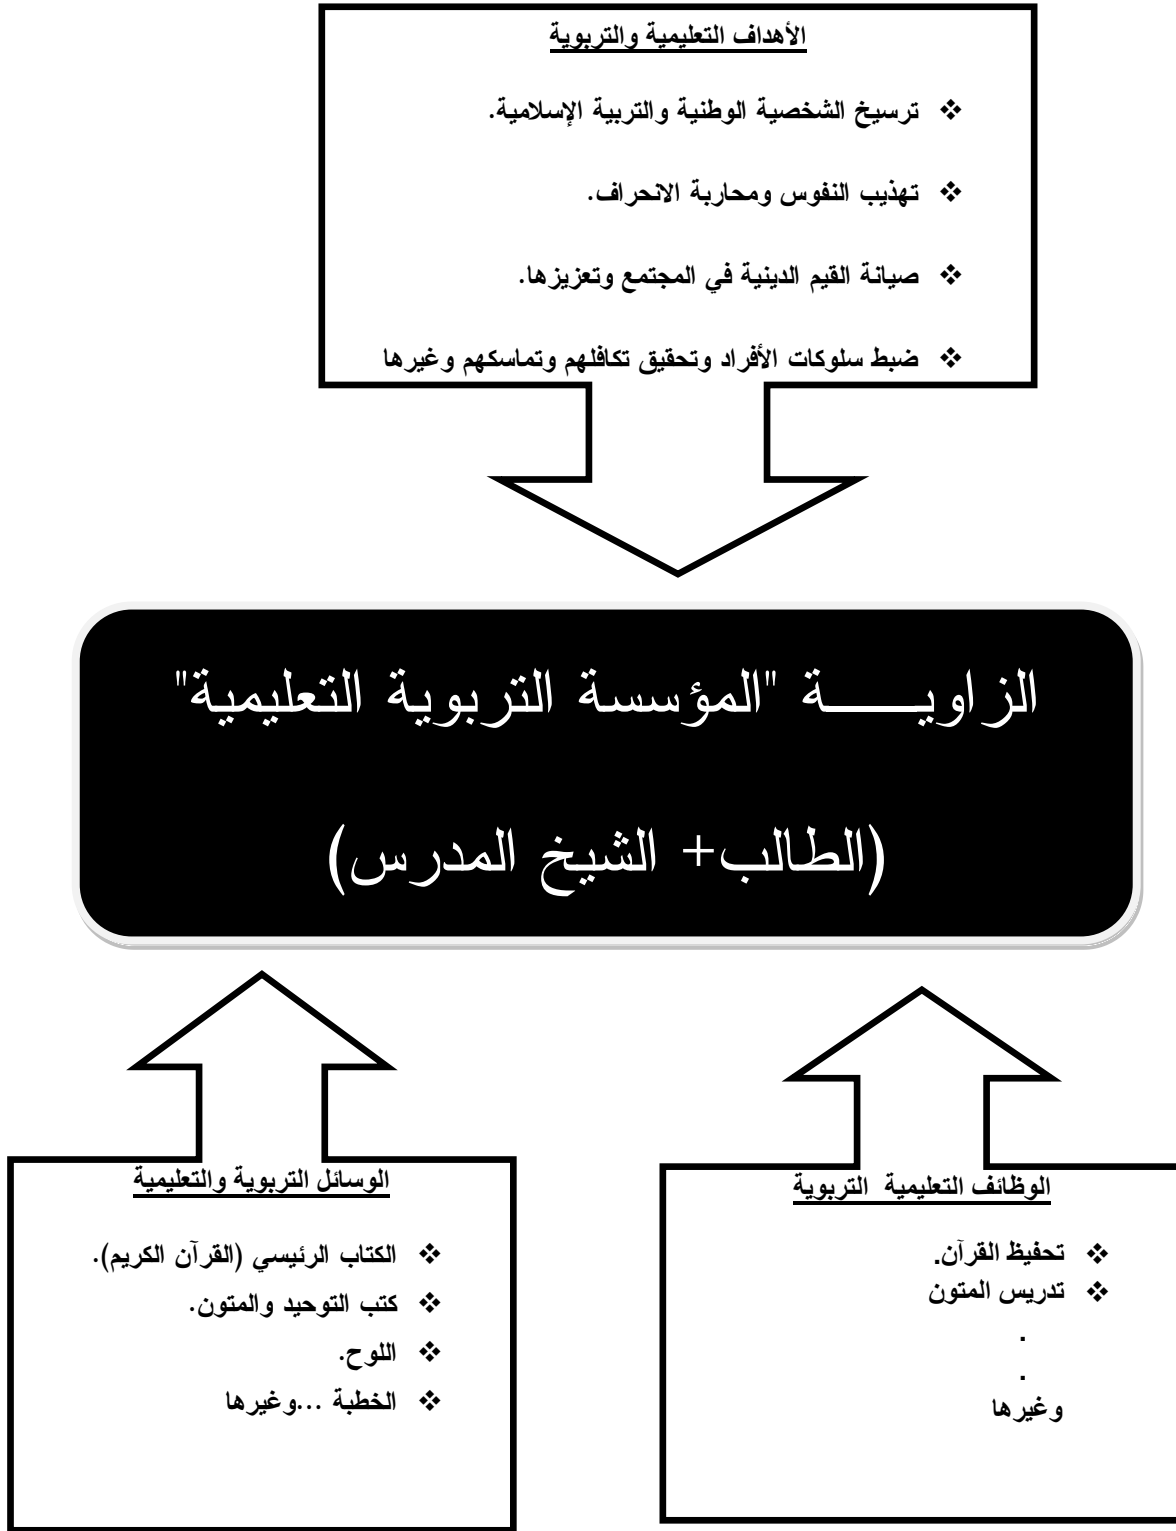 الأهداف التعليمية والتربوية
❖ ترسيخ الشخصية الوطنية والتربية الإسلامية.
❖ تهذيب النفوس ومحاربة الانحراف.
❖ صيانة القيم الدينية في المجتمع وتعزيزها.
❖ ضبط سلوكات الأفراد وتحقيق تكافلهم وتماسكهم وغيرها
الزاويــــــة "المؤسسة التربوية التعليمية"
(الطالب+ الشيخ المدرس)
الوظائف التعليمية التربوية
❖ تحفيظ القرآن.
❖ تدريس المتون
.
.
وغيرها
الوسائل التربوية والتعليمية
❖ الكتاب الرئيسي (القرآن الكريم).
❖ كتب التوحيد والمتون.
❖ اللوح.
❖ الخطبة ...وغيرها